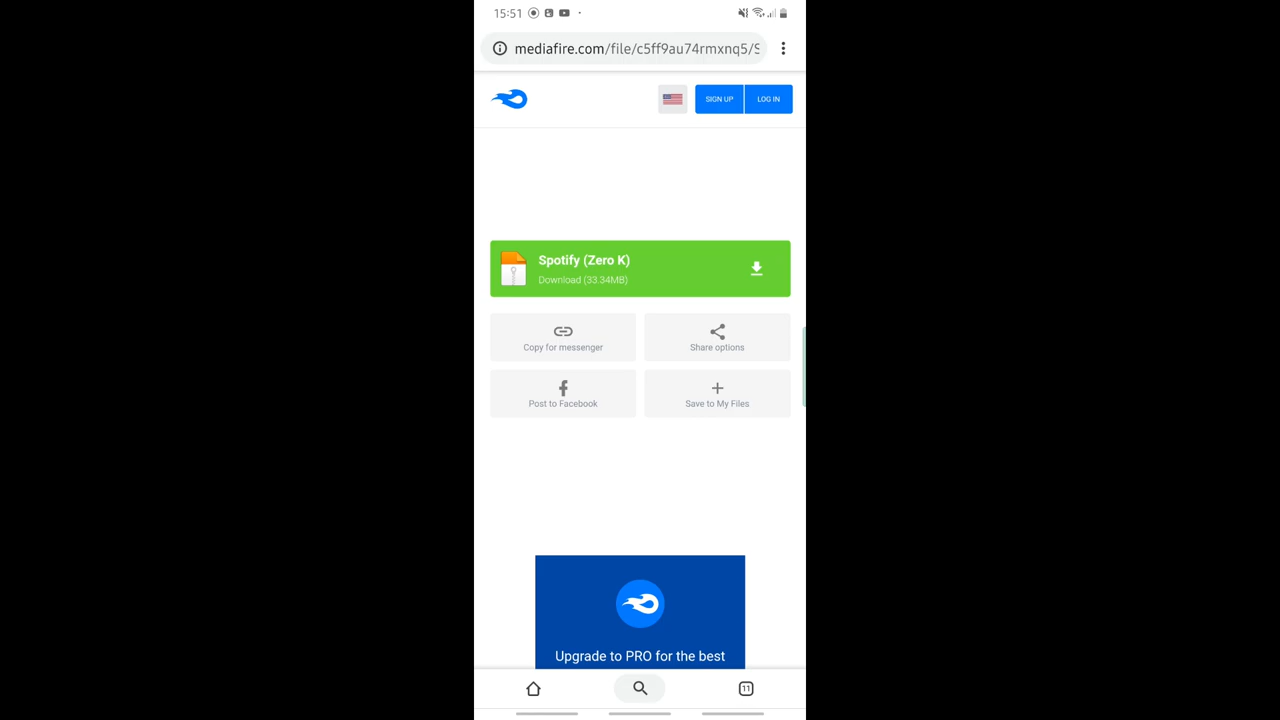 15:51
mediafire.com/file/c5ff9au74rmxnq5/S
SIGN UP LOG IN
Spotify (Zero K)
Download (33.34MB)
Copy for messenger
Share options
Post to Facebook
Save to My Files
Upgrade to PRO for the best
11